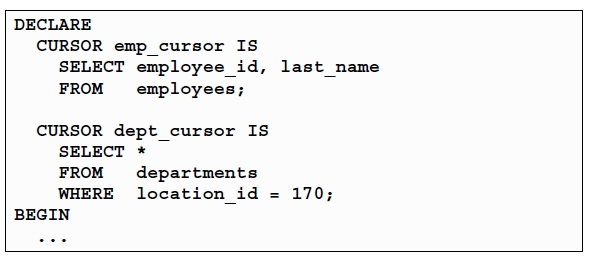 DECLARE
  CURSOR emp_cursor IS
    SELECT employee_id, last_name
    FROM   employees;

  CURSOR dept_cursor IS
    SELECT *
    FROM   departments
    WHERE  location_id = 170;
BEGIN
  ...